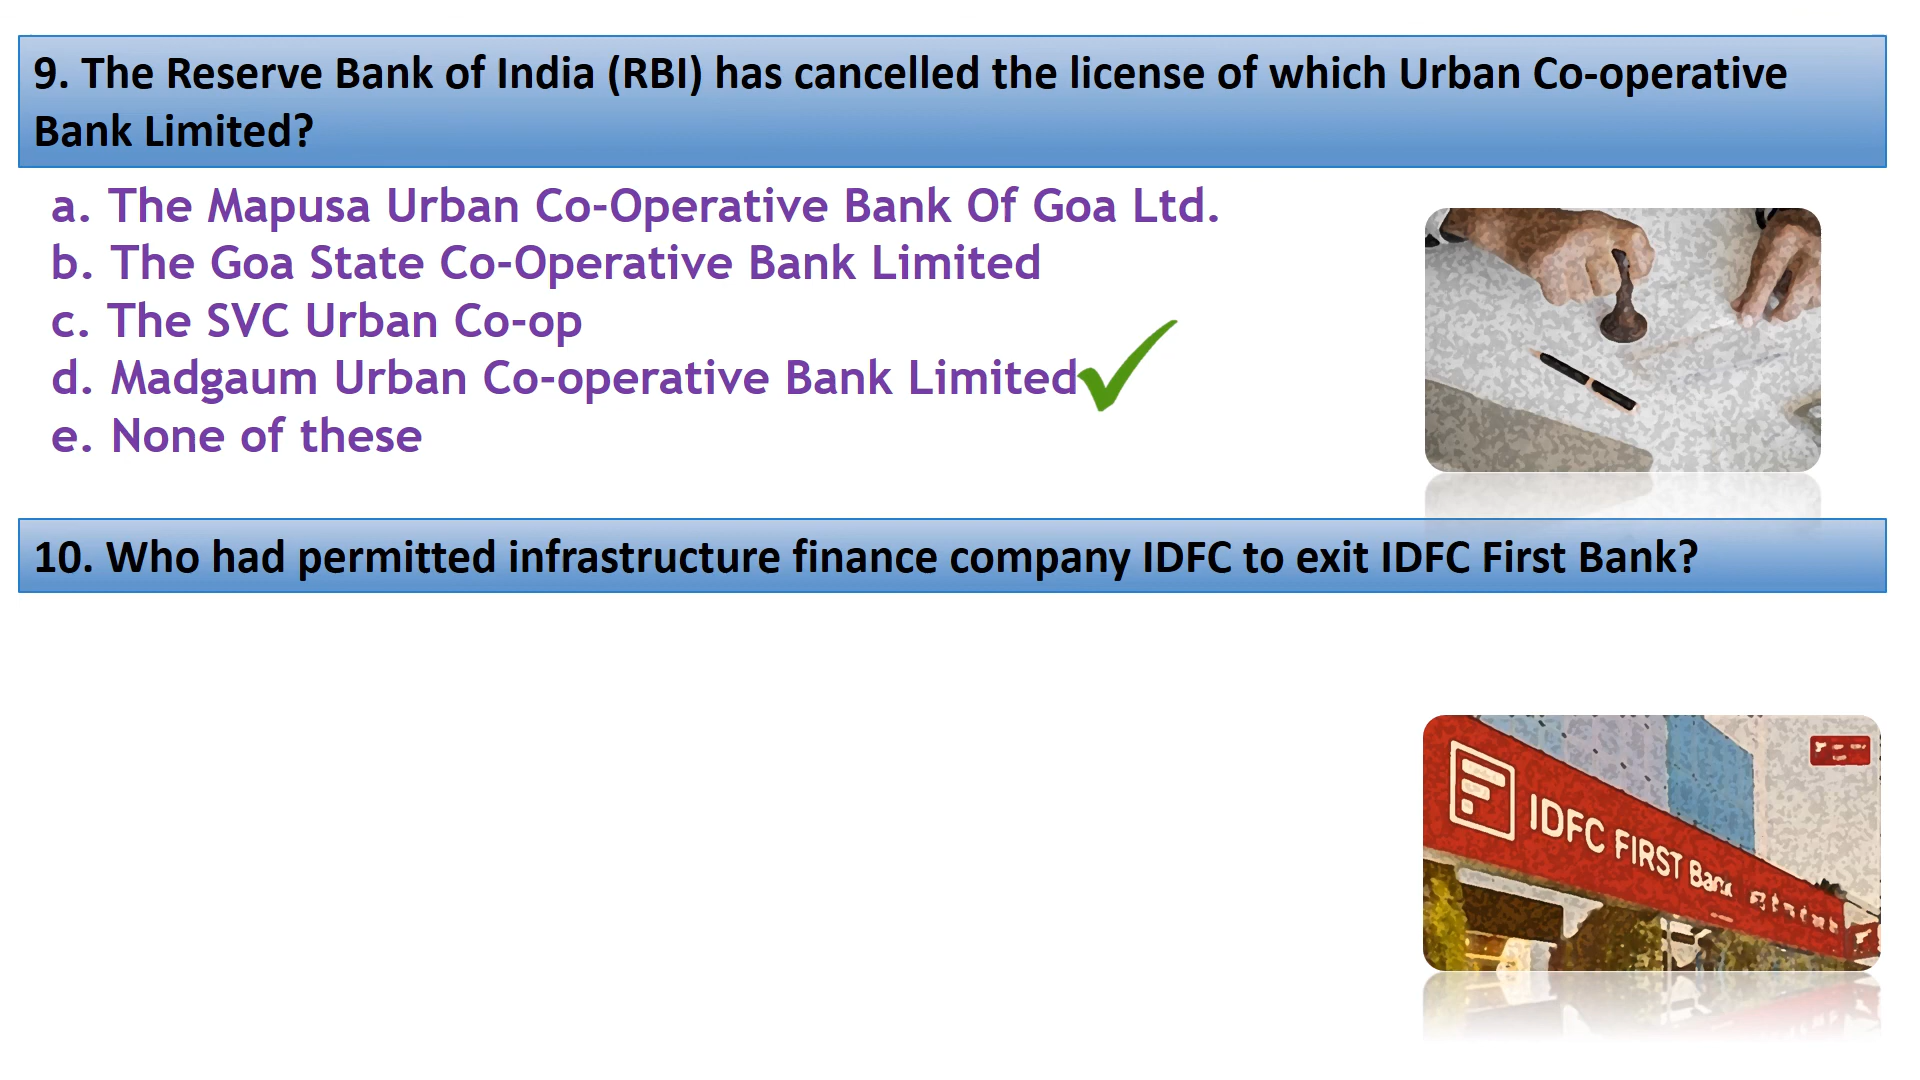 9. The Reserve Bank of India (RBI) has cancelled the license of which Urban Co-operative
Bank Limited?
a. The Mapusa Urban Co-Operative Bank Of Goa Ltd.
b. The Goa State Co-Operative Bank Limited
c. The SVC Urban Co-op
d. Madgaum Urban Co-operative Bank Limited
e. None of these
10. Who had permitted infrastructure finance company IDFC to exit IDFC First Bank?
IDFC FIRST Bank